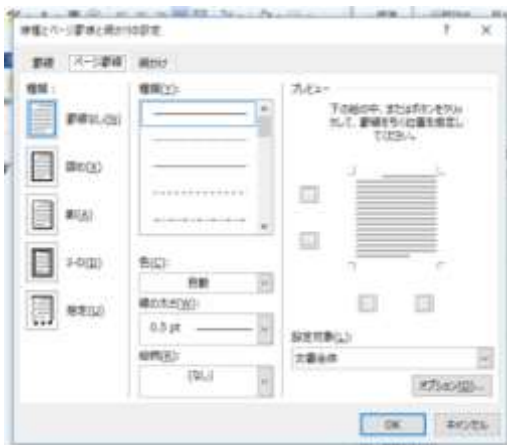 線種とページ罫線と網かけの設定
罫線
ページ罫線
網かけ
種類:
罫線なし(N)
囲む(X)
影(A)
3-D(D)
指定(U)
種類(Y):
色(C):
自動
線の太さ(W):
0.5 pt
絵柄(R):
(なし)
プレビュー
下の絵の中、またはボタンをクリッ
クして、罫線を引く位置を指定し
てください。
設定対象(L):
文書全体
オプション(O)...
OK
キャンセル